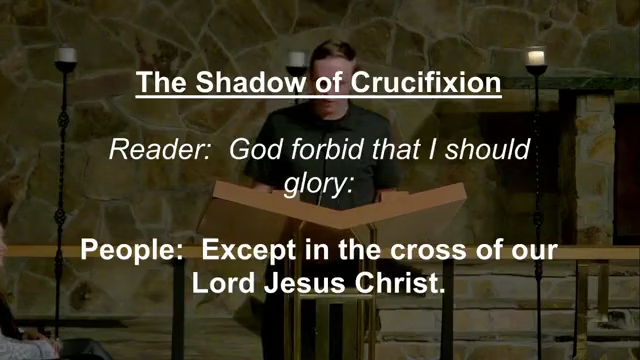 The Shadow of Crucifixion
Reader:  God forbid that I should
glory:
People:  Except in the cross of our
Lord Jesus Christ.